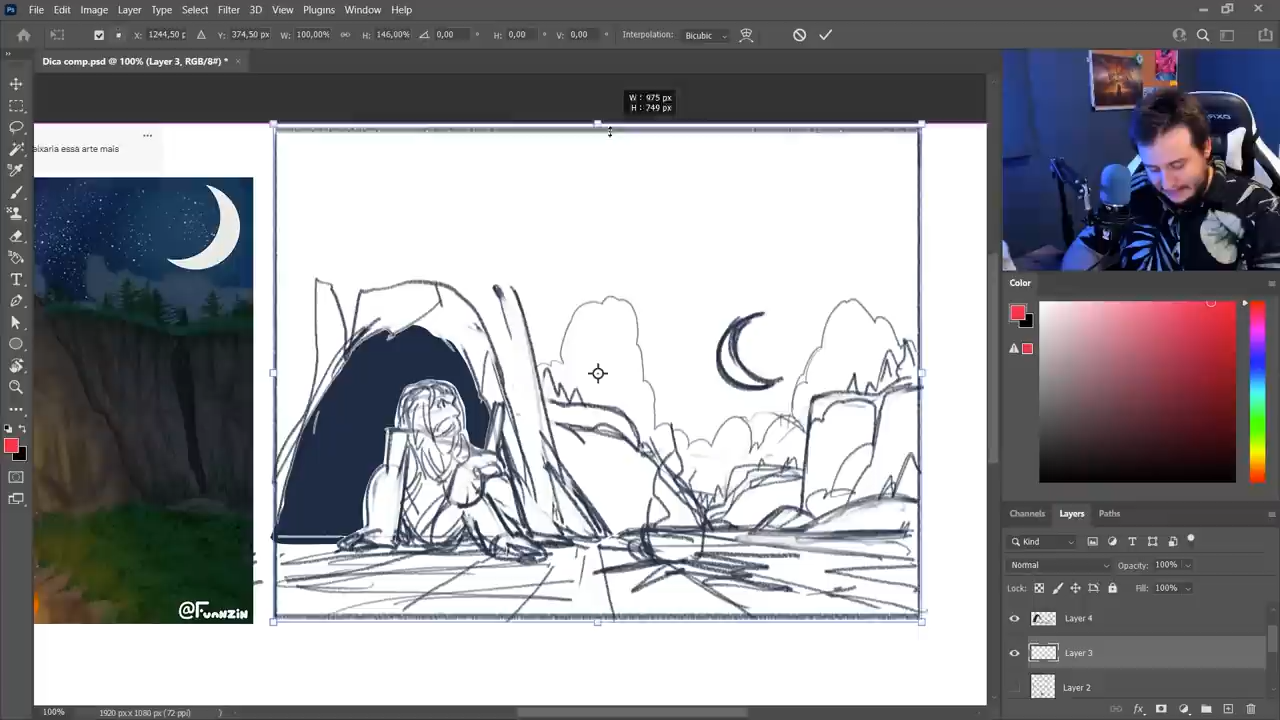 Ps File Edit Image Layer Type Select Filter 3D View Plugins Window Help
X: 1244,50 p Y: 374,50 px W: 100,00% H: 146,00% 0,00 ° H: 0,00 ° V: 0,00 ° Interpolation: Bicubic
Dica comp.psd @ 100% (Layer 3, RGB/8#) * ×
W : 975 px
H : 749 px
eixaria essa arte mais
@Fuanzin
Color
Channels Layers Paths
Kind
Normal Opacity: 100%
Lock: Fill: 100%
Layer 4
Layer 3
Layer 2
100% 1920 px x 1080 px (72 ppi)